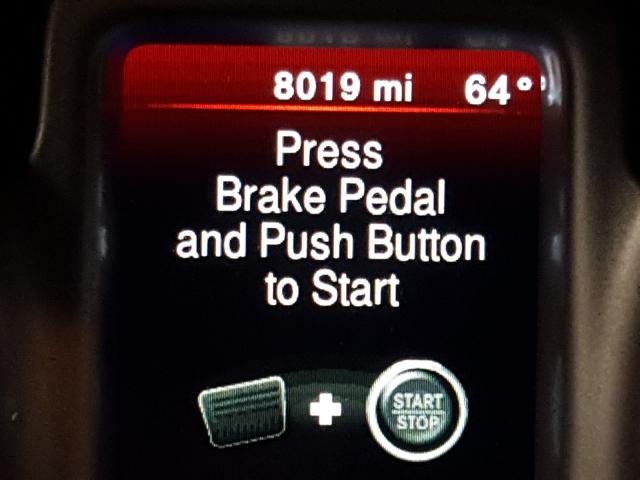 8019 mi 64°
Press
Brake Pedal
and Push Button
to Start
START
STOP